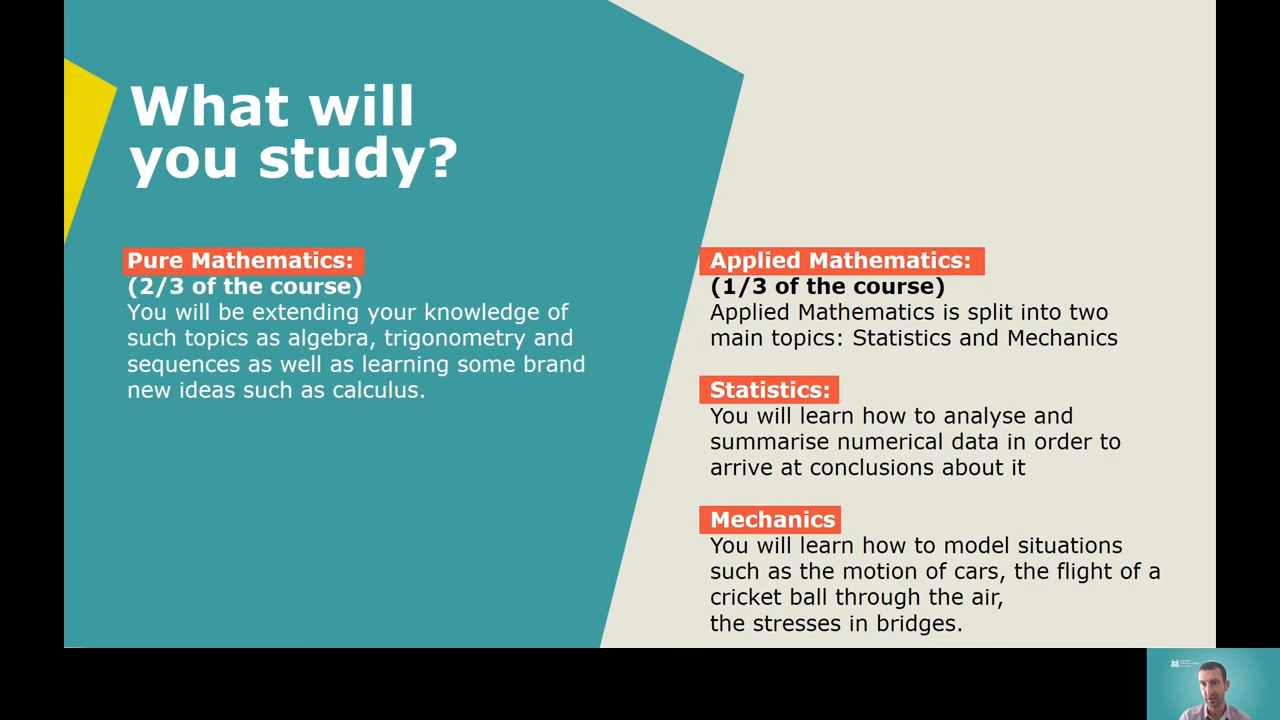 What will
you study?
Pure Mathematics:
(2/3 of the course)
You will be extending your knowledge of
such topics as algebra, trigonometry and
sequences as well as learning some brand
new ideas such as calculus.
Applied Mathematics:
(1/3 of the course)
Applied Mathematics is split into two
main topics: Statistics and Mechanics
Statistics:
You will learn how to analyse and
summarise numerical data in order to
arrive at conclusions about it
Mechanics
You will learn how to model situations
such as the motion of cars, the flight of a
cricket ball through the air,
the stresses in bridges.